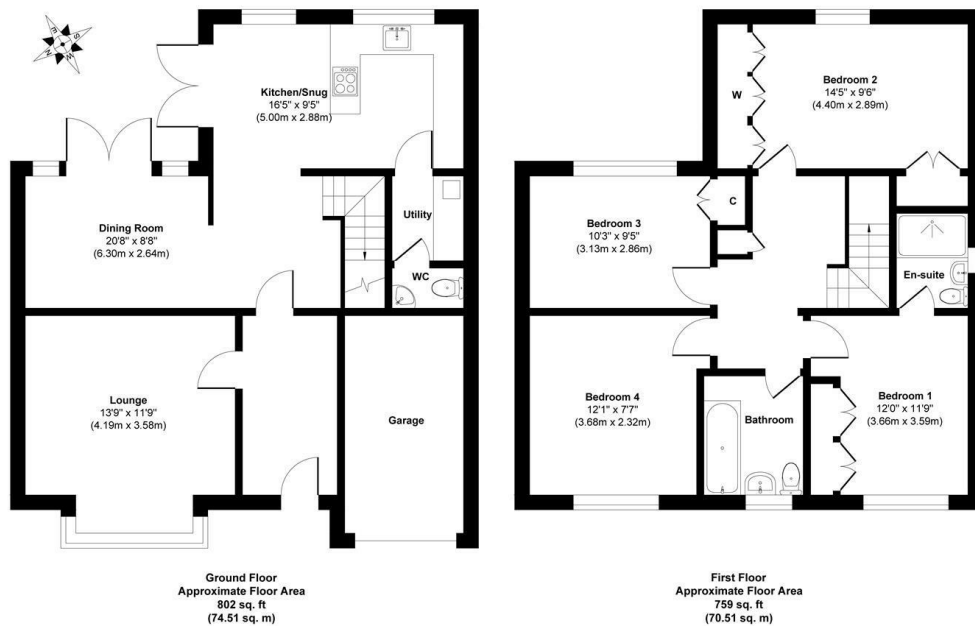 N
E
S
W
Kitchen/Snug
16'5" x 9'5"
(5.00m x 2.88m)
Dining Room
20'8" x 8'8"
(6.30m x 2.64m)
Utility
WC
Lounge
13'9" x 11'9"
(4.19m x 3.58m)
Garage
Ground Floor
Approximate Floor Area
802 sq. ft
(74.51 sq. m)
W
Bedroom 2
14'5" x 9'6"
(4.40m x 2.89m)
C
Bedroom 3
10'3" x 9'5"
(3.13m x 2.86m)
En-suite
Bedroom 4
12'1" x 7'7"
(3.68m x 2.32m)
Bathroom
Bedroom 1
12'0" x 11'9"
(3.66m x 3.59m)
First Floor
Approximate Floor Area
759 sq. ft
(70.51 sq. m)